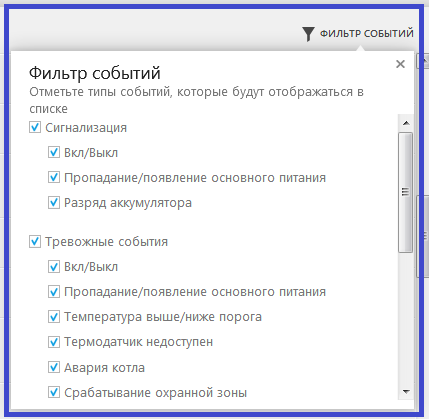 ФИЛЬТР СОБЫТИЙ
Фильтр событий
Отметьте типы событий, которые будут отображаться в
списке
Сигнализация
Вкл/Выкл
Пропадание/появление основного питания
Разряд аккумулятора
Тревожные события
Вкл/Выкл
Пропадание/появление основного питания
Температура выше/ниже порога
Термодатчик недоступен
Авария котла
Срабатывание охранной зоны